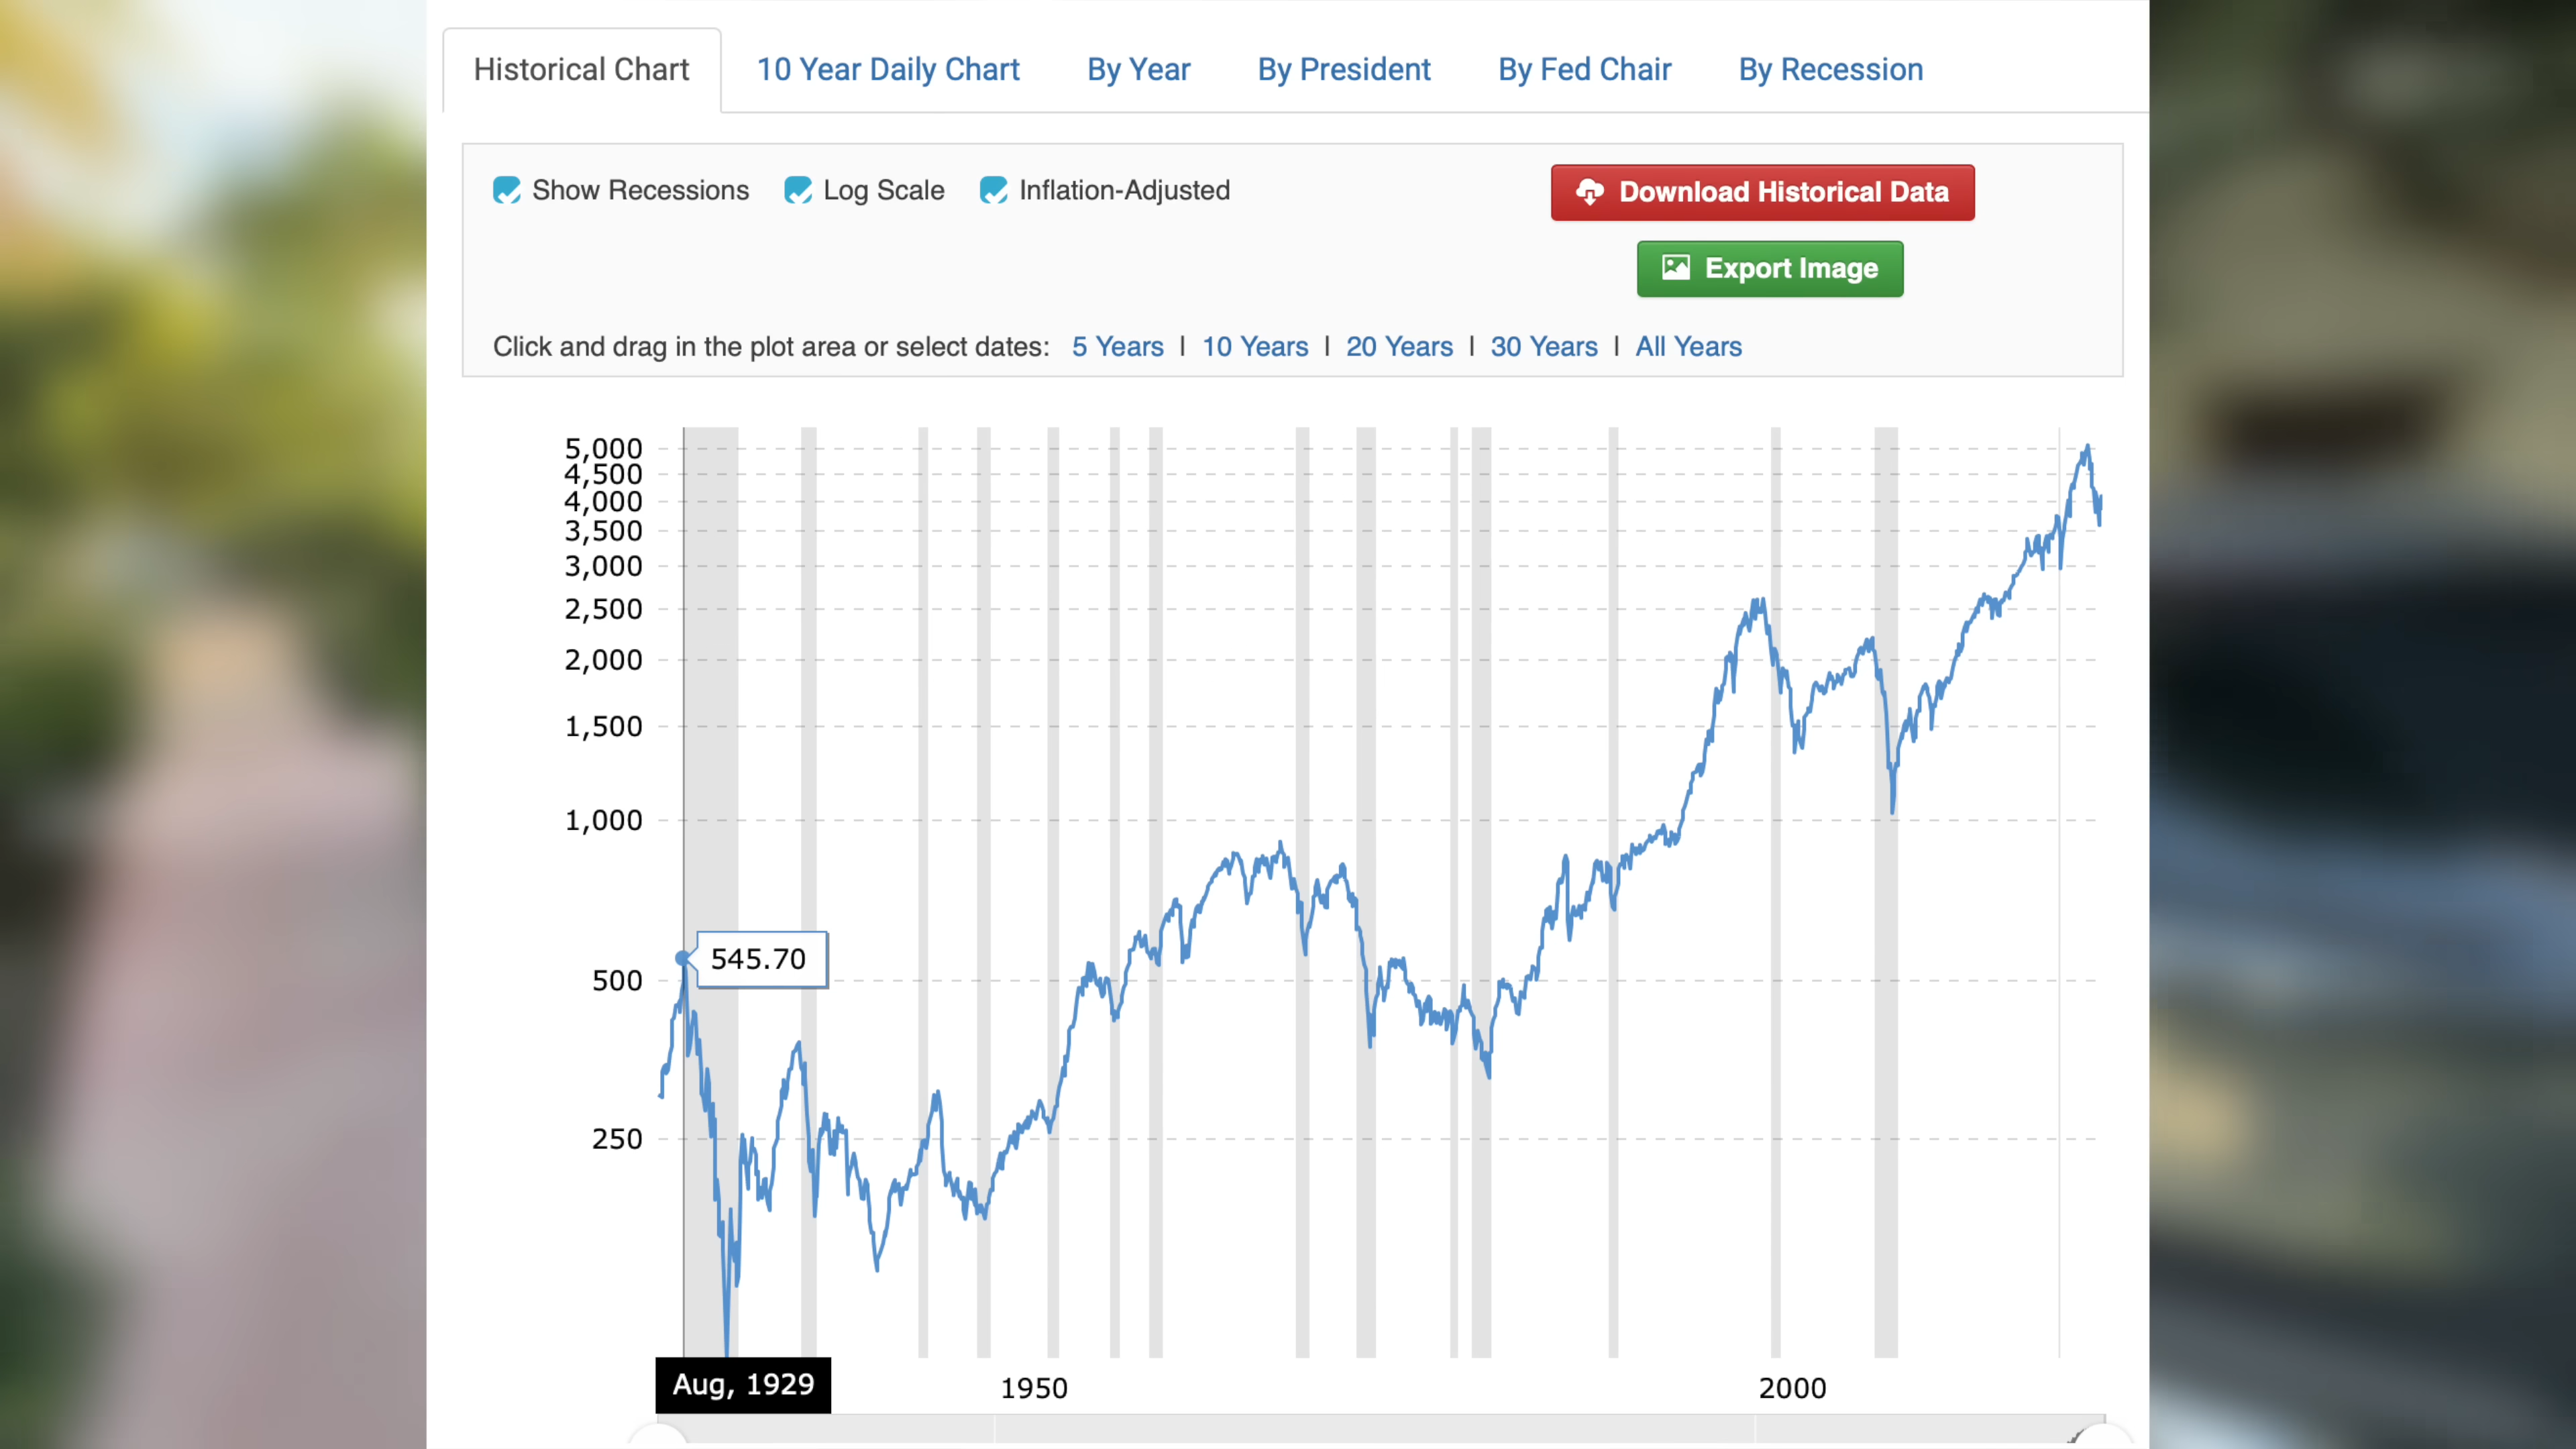 Historical Chart
10 Year Daily Chart
By Year
By President
By Fed Chair
By Recession
Show Recessions
Log Scale
Inflation-Adjusted
Download Historical Data
Export Image
Click and drag in the plot area or select dates: 5 Years | 10 Years | 20 Years | 30 Years | All Years
5,000
4,500
4,000
3,500
3,000
2,500
2,000
1,500
1,000
545.70
500
250
Aug, 1929
1950
2000